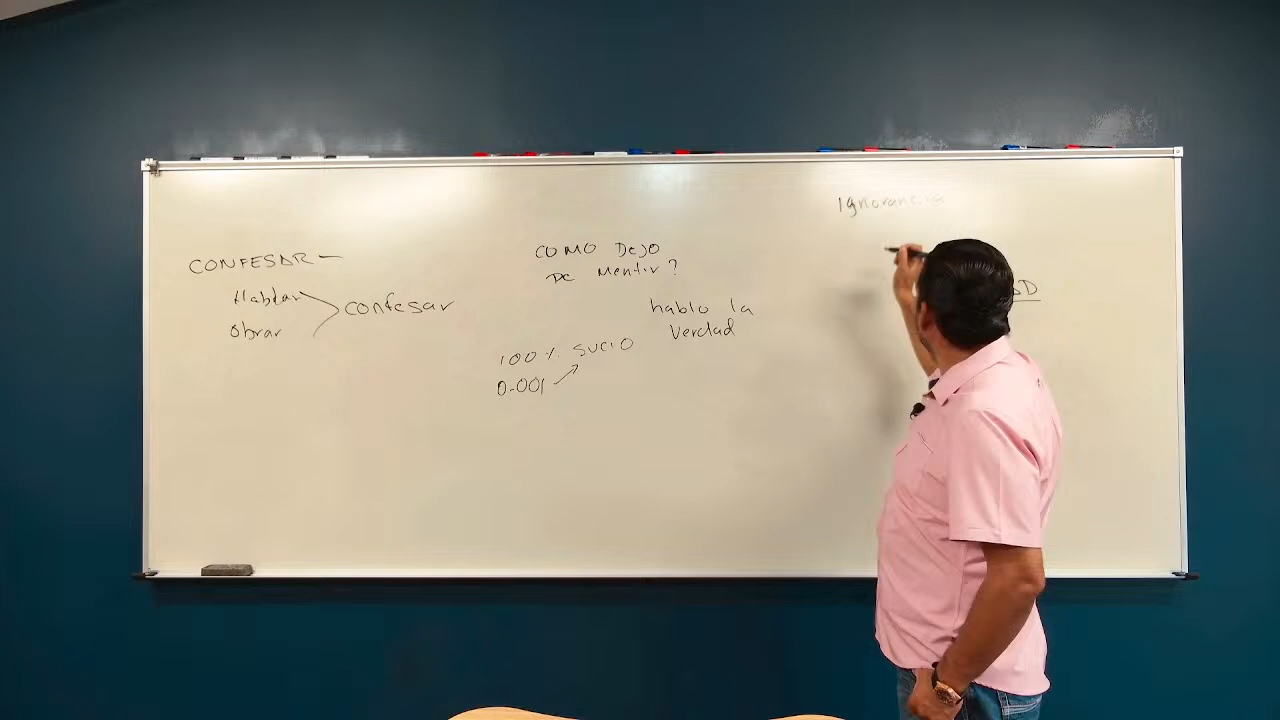 CONFESAR -
Hablar
Obrar
confesar
COMO DEJO
DE Mentir?
hablo la
Verdad
100% SUCIO
0.001
Ignorancia